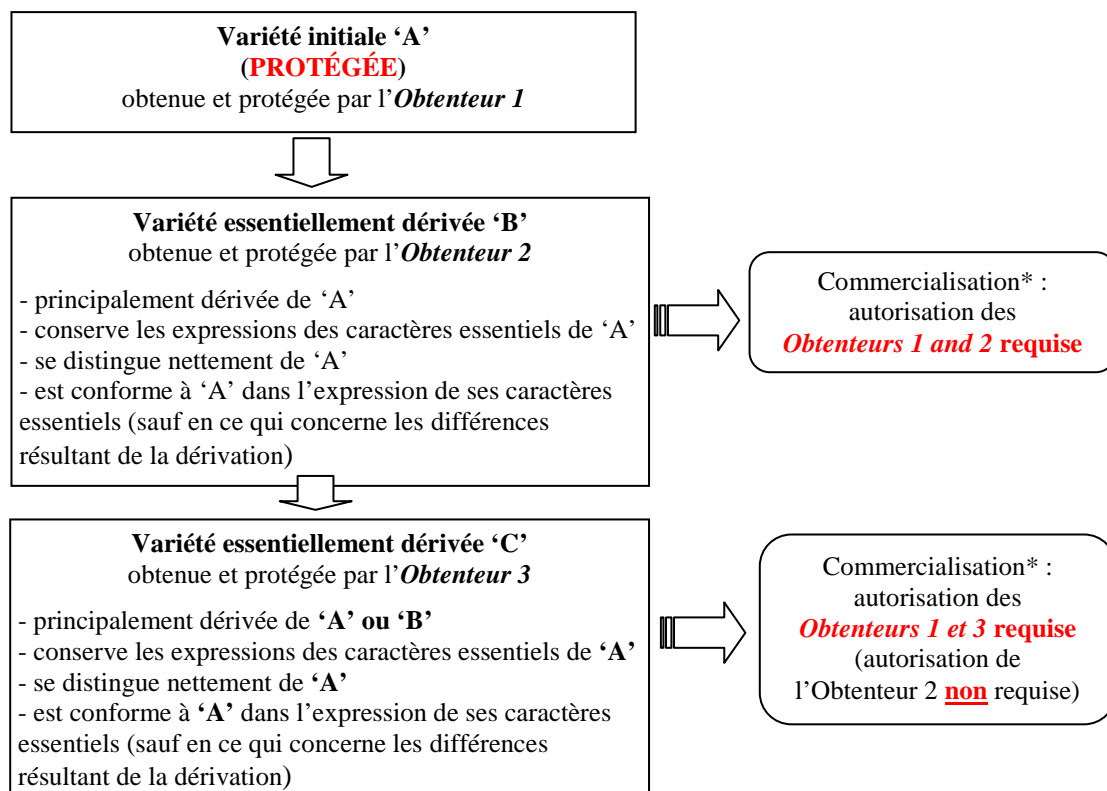 Variété initiale ‘A’
(PROTÉGÉE)
obtenue et protégée par l’Obtenteur 1
Variété essentiellement dérivée ‘B’
obtenue et protégée par l’Obtenteur 2
- principalement dérivée de ‘A’
- conserve les expressions des caractères essentiels de ‘A’
- se distingue nettement de ‘A’
- est conforme à ‘A’ dans l’expression de ses caractères
essentiels (sauf en ce qui concerne les différences
résultant de la dérivation)
Commercialisation* :
autorisation des
Obtenteurs 1 and 2 requise
Variété essentiellement dérivée ‘C’
obtenue et protégée par l’Obtenteur 3
- principalement dérivée de ‘A’ ou ‘B’
- conserve les expressions des caractères essentiels de ‘A’
- se distingue nettement de ‘A’
- est conforme à ‘A’ dans l’expression de ses caractères
essentiels (sauf en ce qui concerne les différences
résultant de la dérivation)
Commercialisation* :
autorisation des
Obtenteurs 1 et 3 requise
(autorisation de
l’Obtenteur 2 non requise)